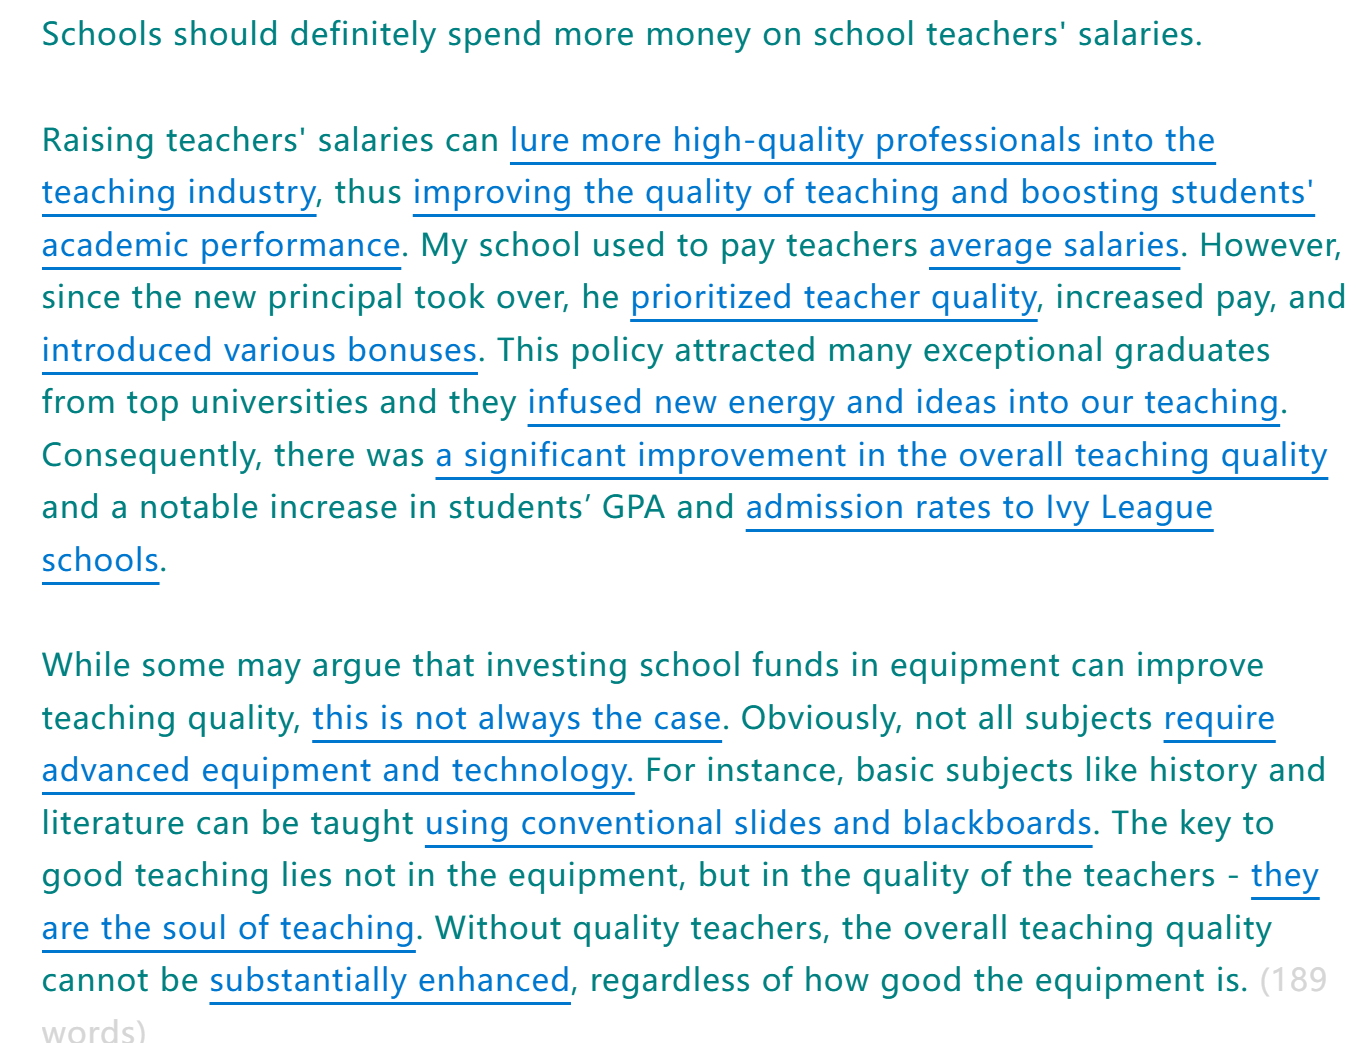 Schools should definitely spend more money on school teachers' salaries.
Raising teachers' salaries can lure more high-quality professionals into the
teaching industry, thus improving the quality of teaching and boosting students'
academic performance. My school used to pay teachers average salaries. However,
since the new principal took over, he prioritized teacher quality, increased pay, and
introduced various bonuses. This policy attracted many exceptional graduates
from top universities and they infused new energy and ideas into our teaching.
Consequently, there was a significant improvement in the overall teaching quality
and a notable increase in students’ GPA and admission rates to Ivy League
schools.
While some may argue that investing school funds in equipment can improve
teaching quality, this is not always the case. Obviously, not all subjects require
advanced equipment and technology. For instance, basic subjects like history and
literature can be taught using conventional slides and blackboards. The key to
good teaching lies not in the equipment, but in the quality of the teachers - they
are the soul of teaching. Without quality teachers, the overall teaching quality
cannot be substantially enhanced, regardless of how good the equipment is. (189
words)